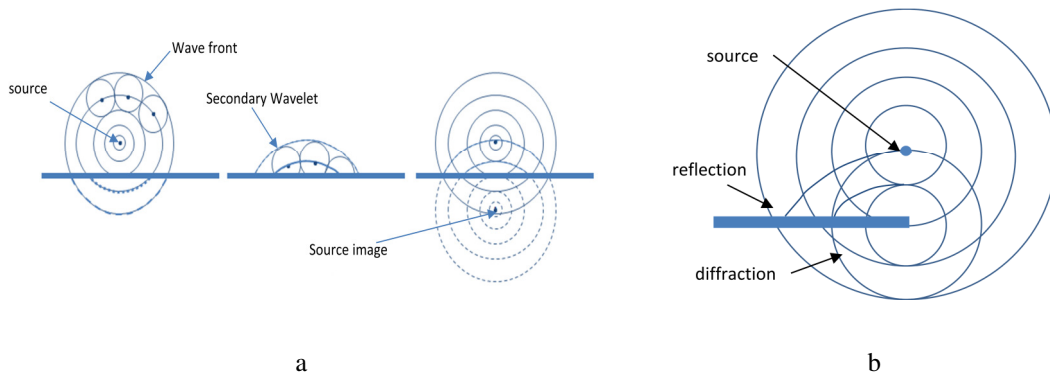 Wave front
source
Secondary Wavelet
Source image
a
source
reflection
diffraction
b